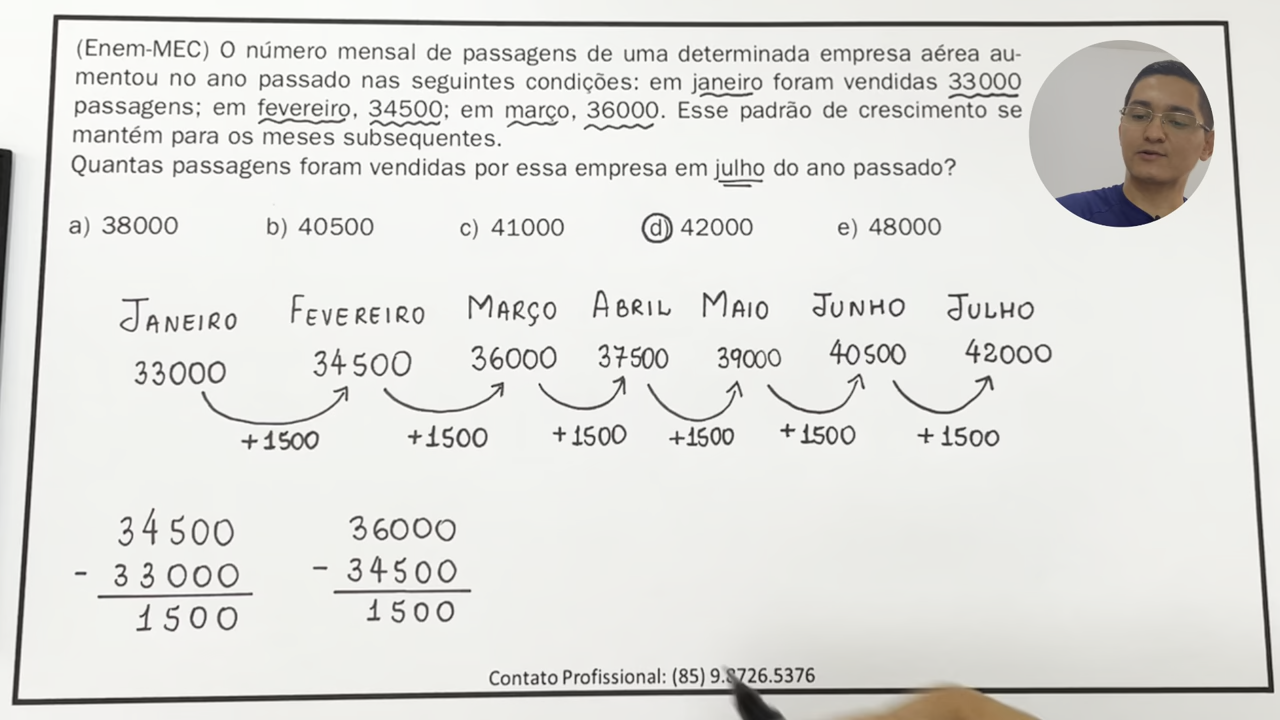 (Enem-MEC) O número mensal de passagens de uma determinada empresa aérea au-
mentou no ano passado nas seguintes condições: em janeiro foram vendidas 33000
passagens; em fevereiro, 34500; em março, 36000. Esse padrão de crescimento se
mantém para os meses subsequentes.
Quantas passagens foram vendidas por essa empresa em julho do ano passado?
a) 38000 b) 40500 c) 41000 d) 42000 e) 48000
JANEIRO FEVEREIRO MARÇO ABRIL MAIO JUNHO JULHO
33000 34500 36000 37500 39000 40500 42000
+1500 +1500 +1500 +1500 +1500 +1500
34500 36000
- 33000 - 34500
1500 1500
Contato Profissional: (85) 9.8726.5376